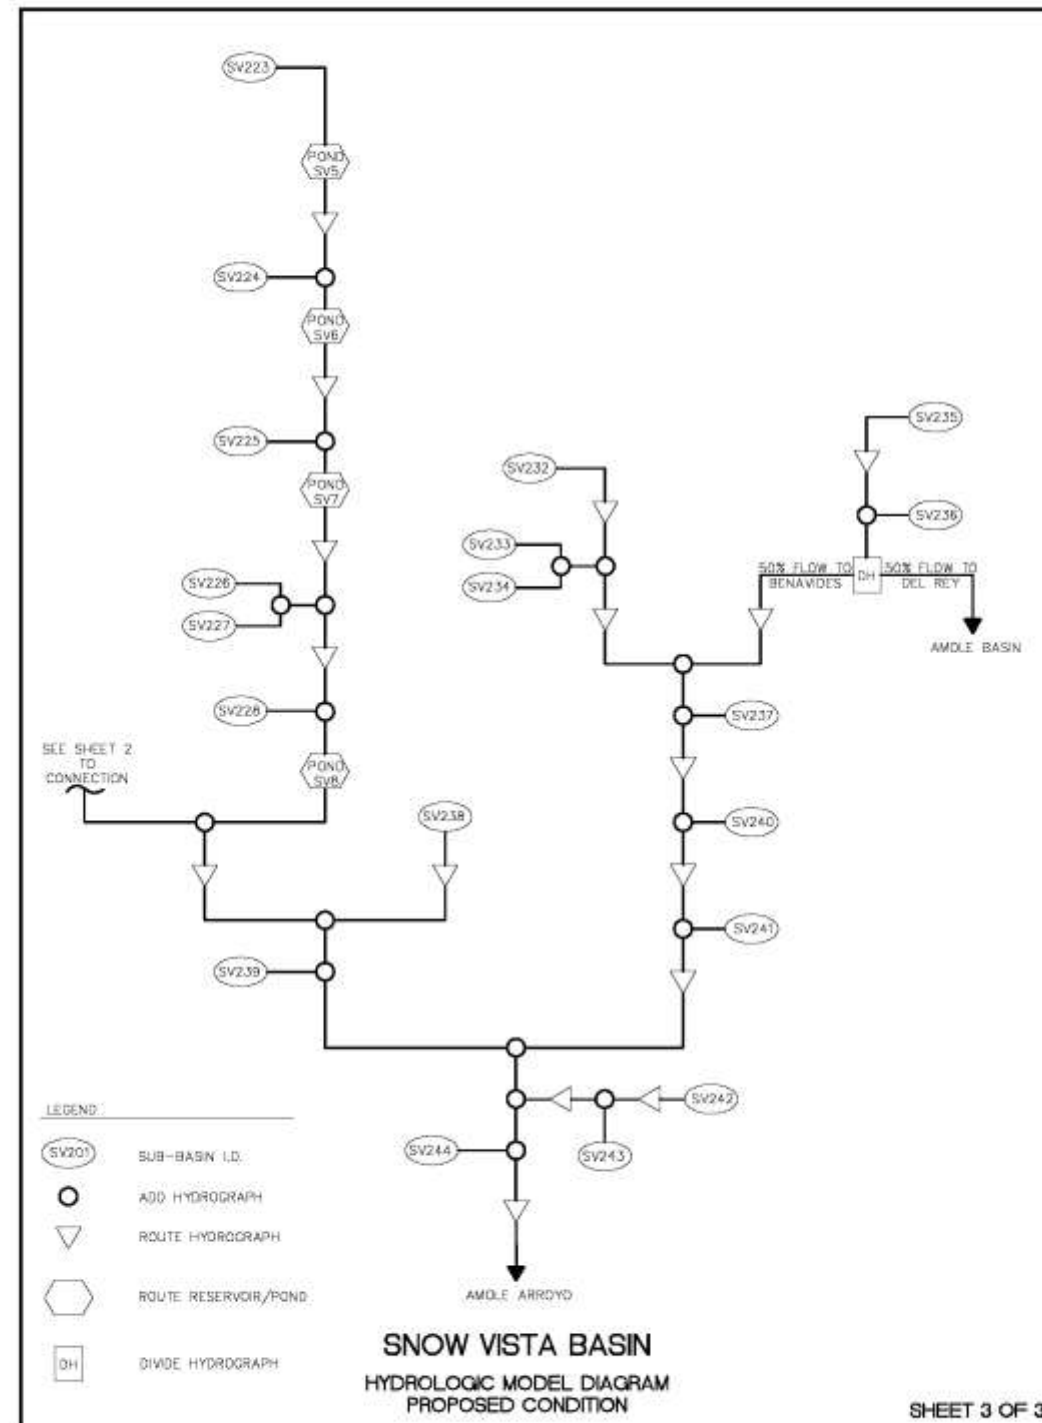 SV223
POND
SV5
SV224
POND
SV6
SV225
POND
SV7
SV226
SV227
SV228
POND
SV8
SEE SHEET 2
TO
CONNECTION
SV238
SV239
SV232
SV233
SV234
SV235
SV236
50% FLOW TO
BENAVIDES
DH
50% FLOW TO
DEL REY
AMOLE BASIN
SV237
SV240
SV241
SV242
SV243
SV244
AMOLE ARROYO
LEGEND
SV201
SUB-BASIN I.D.
ADD HYDROGRAPH
ROUTE HYDROGRAPH
ROUTE RESERVOIR/POND
DH
DIVIDE HYDROGRAPH
SNOW VISTA BASIN
HYDROLOGIC MODEL DIAGRAM
PROPOSED CONDITION
SHEET 3 OF 3